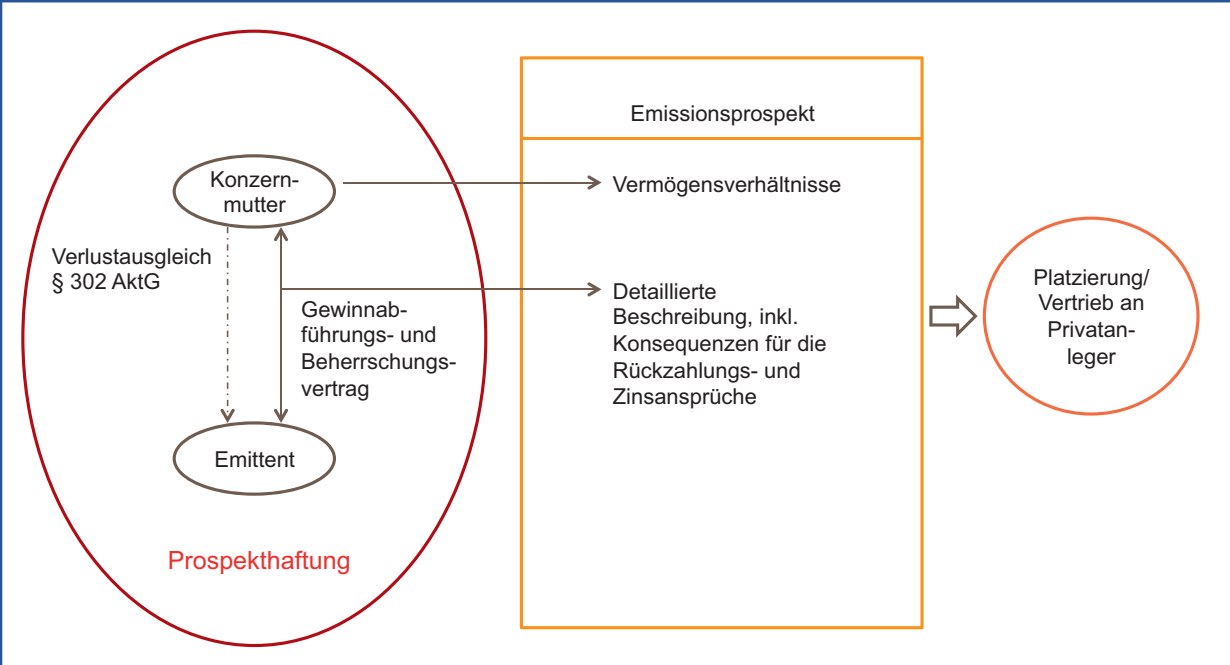 Konzern-
mutter
Verlustausgleich
§ 302 AktG
Gewinnab-
führungs- und
Beherrschungs-
vertrag
Emittent
Prospekthaftung
Emissionsprospekt
Vermögensverhältnisse
Detaillierte
Beschreibung, inkl.
Konsequenzen für die
Rückzahlungs- und
Zinsansprüche
Platzierung/
Vertrieb an
Privatan-
leger